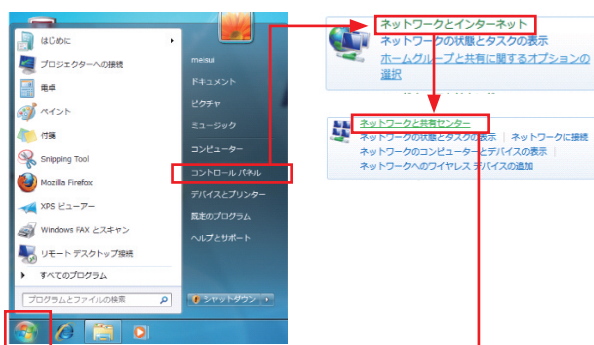 はじめに
プロジェクターへの接続
電卓
ペイント
付箋
Snipping Tool
Mozilla Firefox
XPS ビューアー
Windows FAX とスキャン
リモート デスクトップ接続
すべてのプログラム
プログラムとファイルの検索
meisui
ドキュメント
ピクチャ
ミュージック
コンピューター
コントロール パネル
デバイスとプリンター
既定のプログラム
ヘルプとサポート
シャットダウン
ネットワークとインターネット
ネットワークの状態とタスクの表示
ホームグループと共有に関するオプションの
選択
ネットワークと共有センター
ネットワークの状態とタスクの表示 | ネットワークに接続
ネットワークのコンピューターとデバイスの表示 |
ネットワークへのワイヤレス デバイスの追加